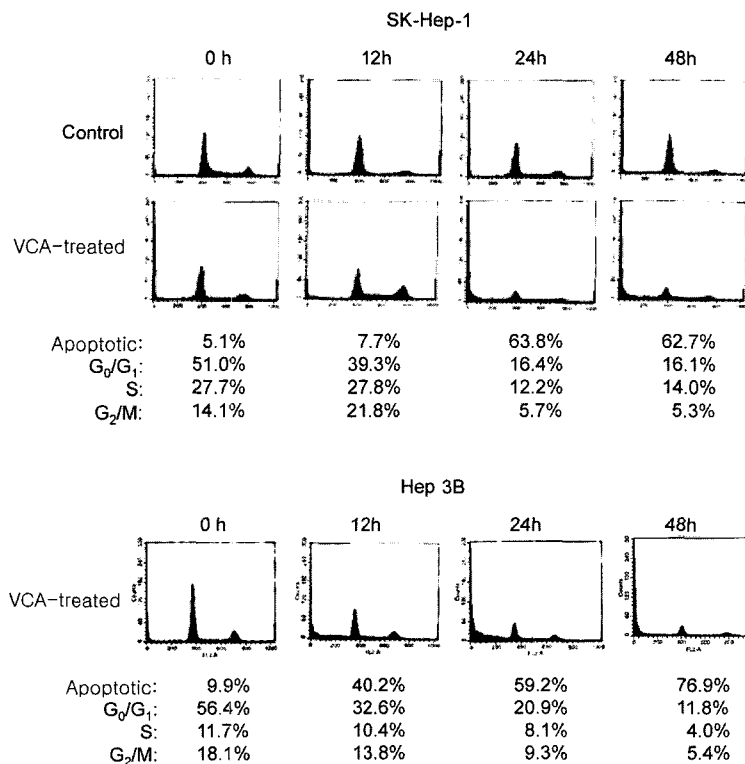 SK-Hep-1
0 h 12h 24h 48h
Control
VCA-treated
Apoptotic: 5.1% 7.7% 63.8% 62.7%
G0/G1: 51.0% 39.3% 16.4% 16.1%
S: 27.7% 27.8% 12.2% 14.0%
G2/M: 14.1% 21.8% 5.7% 5.3%
Hep 3B
0 h 12h 24h 48h
VCA-treated
Apoptotic: 9.9% 40.2% 59.2% 76.9%
G0/G1: 56.4% 32.6% 20.9% 11.8%
S: 11.7% 10.4% 8.1% 4.0%
G2/M: 18.1% 13.8% 9.3% 5.4%